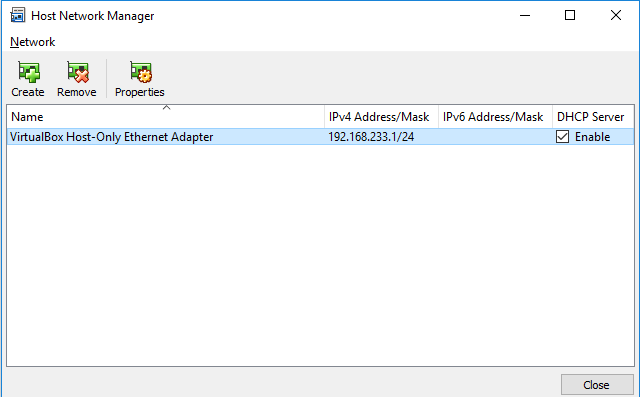 Host Network Manager
Network
Create Remove Properties
Name IPv4 Address/Mask IPv6 Address/Mask DHCP Server
VirtualBox Host-Only Ethernet Adapter 192.168.233.1/24 Enable
Close